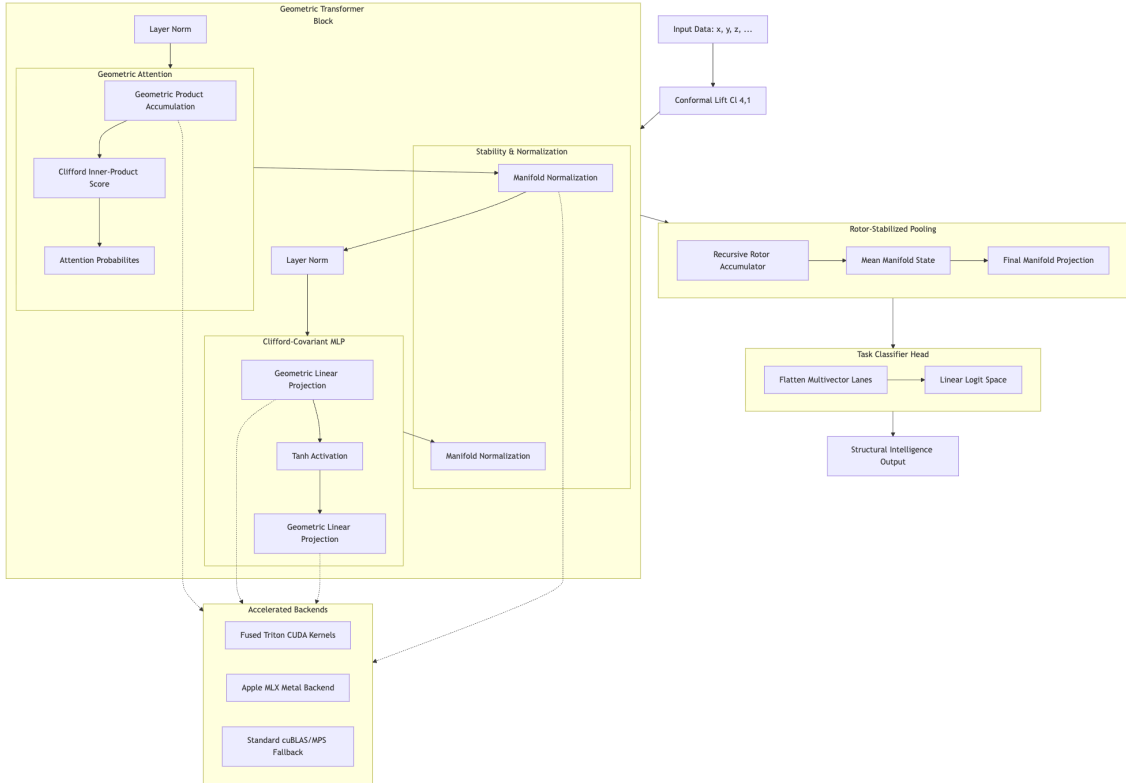 Geometric Transformer
Block
Layer Norm
Geometric Attention
Geometric Product
Accumulation
Clifford Inner-Product
Score
Attention Probabilites
Stability & Normalization
Manifold Normalization
Layer Norm
Clifford-Covariant MLP
Geometric Linear
Projection
Tanh Activation
Geometric Linear
Projection
Manifold Normalization
Accelerated Backends
Fused Triton CUDA Kernels
Apple MLX Metal Backend
Standard cuBLAS/MPS
Fallback
Input Data: x, y, z, ...
Conformal Lift Cl 4,1
Rotor-Stabilized Pooling
Recursive Rotor
Accumulator
Mean Manifold State
Final Manifold Projection
Task Classifier Head
Flatten Multivector Lanes
Linear Logit Space
Structural Intelligence
Output